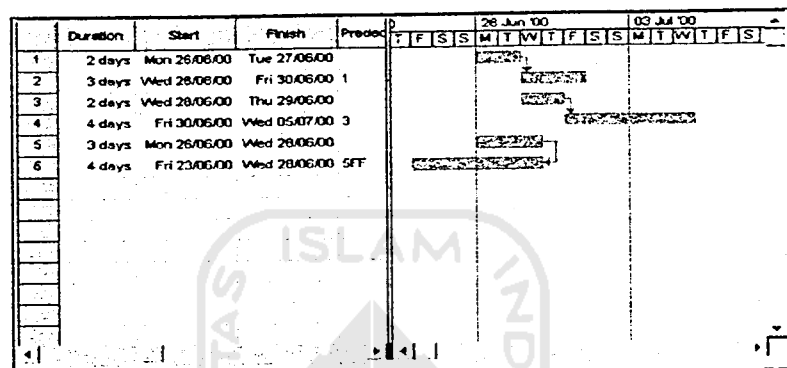 26 Jun '00 03 Jul '00
Duration Start Finish Predec T F S S M T W T F S S M T W T F S
1 2 days Mon 26/06/00 Tue 27/06/00
2 3 days Wed 28/06/00 Fri 30/06/00 1
3 2 days Wed 28/06/00 Thu 29/06/00
4 4 days Fri 30/06/00 Wed 05/07/00 3
5 3 days Mon 26/06/00 Wed 28/06/00
6 4 days Fri 23/06/00 Wed 28/06/00 5FF
ISLAM
TAS
IND